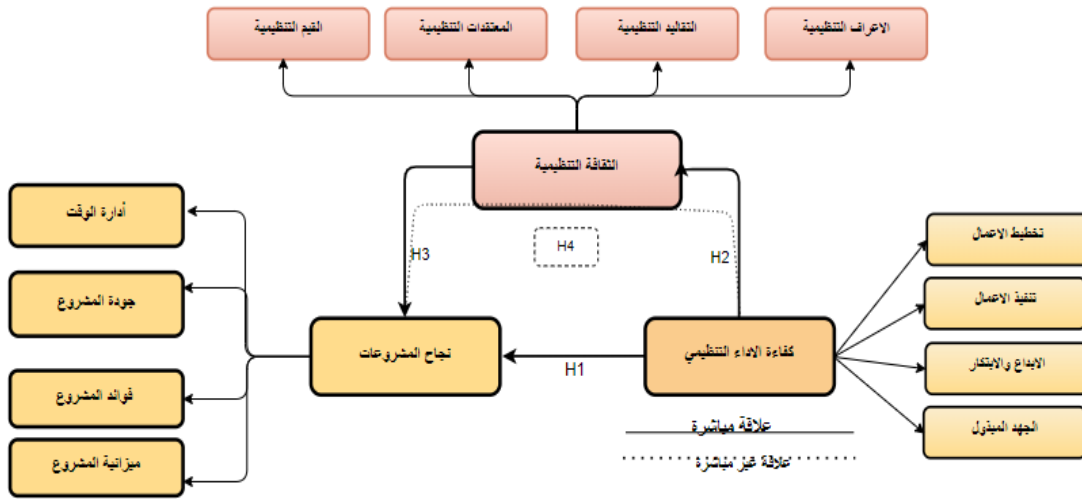 الاعراف التنظيمية
التقاليد التنظيمية
المعتقدات التنظيمية
القيم التنظيمية
الثقافة التنظيمية
أدارة الوقت
تخطيط الاعمال
H4
H3
H2
جودة المشروع
تنفيذ الاعمال
كفاءة الاداء التنظيمي
نجاح المشروعات
الابداع والابتكار
H1
فوائد المشروع
الجهد المبذول
علاقة مباشرة
ميزانية المشروع
علاقة غير مباشرة